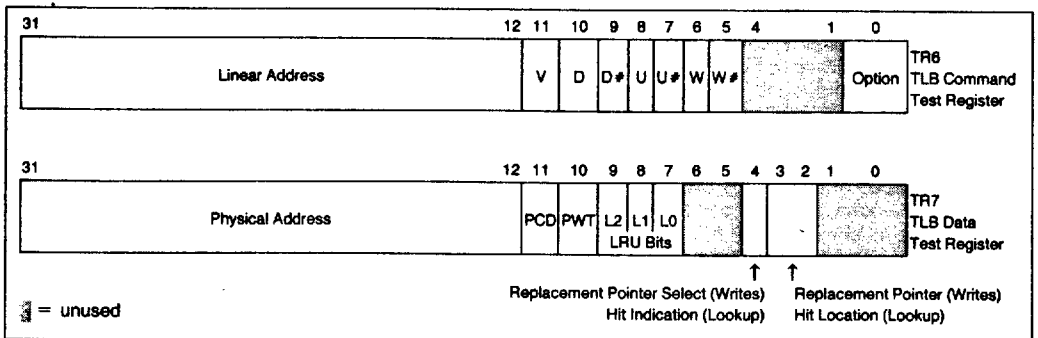 31 12 11 10 9 8 7 6 5 4 1 0
Linear Address V D D# U U# W W# Option
TR6
TLB Command
Test Register
31 12 11 10 9 8 7 6 5 4 3 2 1 0
Physical Address PCD PWT L2 L1 L0
LRU Bits
TR7
TLB Data
Test Register
↑ ↑
Replacement Pointer Select (Writes) Replacement Pointer (Writes)
Hit Indication (Lookup) Hit Location (Lookup)
= unused